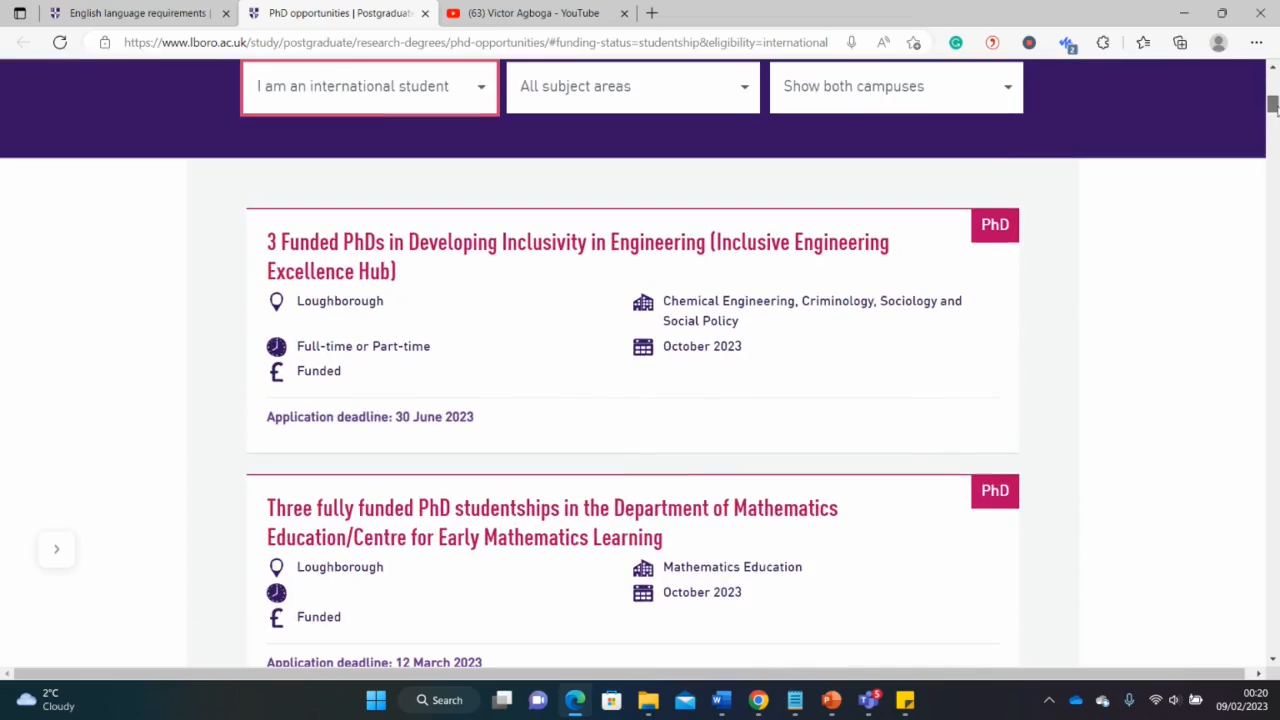 English language requirements |
PhD opportunities | Postgraduate
(63) Victor Agboga - YouTube
https://www.lboro.ac.uk/study/postgraduate/research-degrees/phd-opportunities/#funding-status=studentship&eligibility=international
I am an international student
All subject areas
Show both campuses
PhD
3 Funded PhDs in Developing Inclusivity in Engineering (Inclusive Engineering
Excellence Hub)
Loughborough
Chemical Engineering, Criminology, Sociology and
Social Policy
Full-time or Part-time
October 2023
Funded
Application deadline: 30 June 2023
PhD
Three fully funded PhD studentships in the Department of Mathematics
Education/Centre for Early Mathematics Learning
Loughborough
Mathematics Education
October 2023
Funded
Application deadline: 12 March 2023
2°C
Cloudy
Search
5
00:20
09/02/2023
2